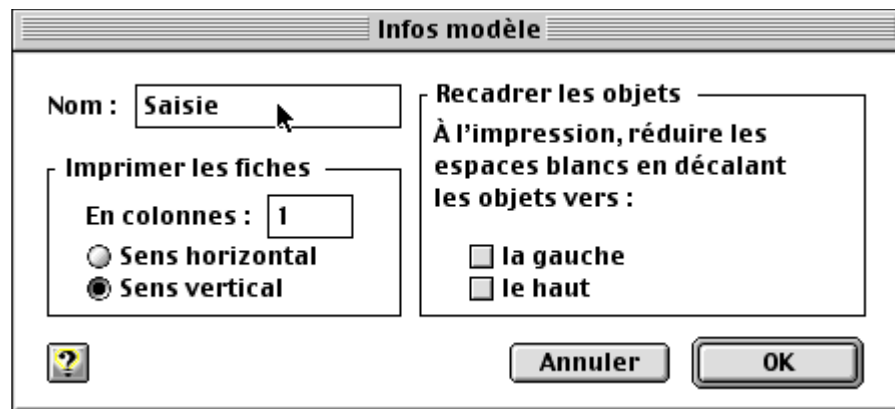 Infos modèle
Nom : Saisie
Imprimer les fiches
En colonnes : 1
Sens horizontal
Sens vertical
Recadrer les objets
À l'impression, réduire les
espaces blancs en décalant
les objets vers :
la gauche
le haut
?
Annuler
OK